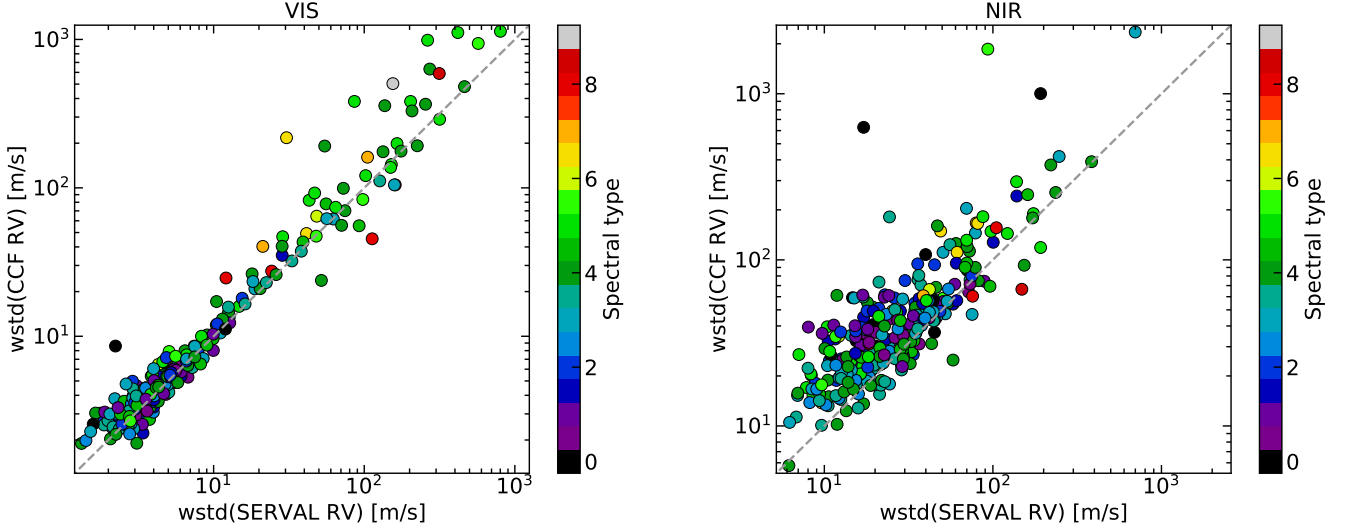 VIS
wstd(CCF RV) [m/s]
10³
10²
10¹
10¹
10²
10³
wstd(SERVAL RV) [m/s]
8
6
4
2
0
Spectral type
NIR
wstd(CCF RV) [m/s]
10³
10²
10¹
10¹
10²
10³
wstd(SERVAL RV) [m/s]
8
6
4
2
0
Spectral type